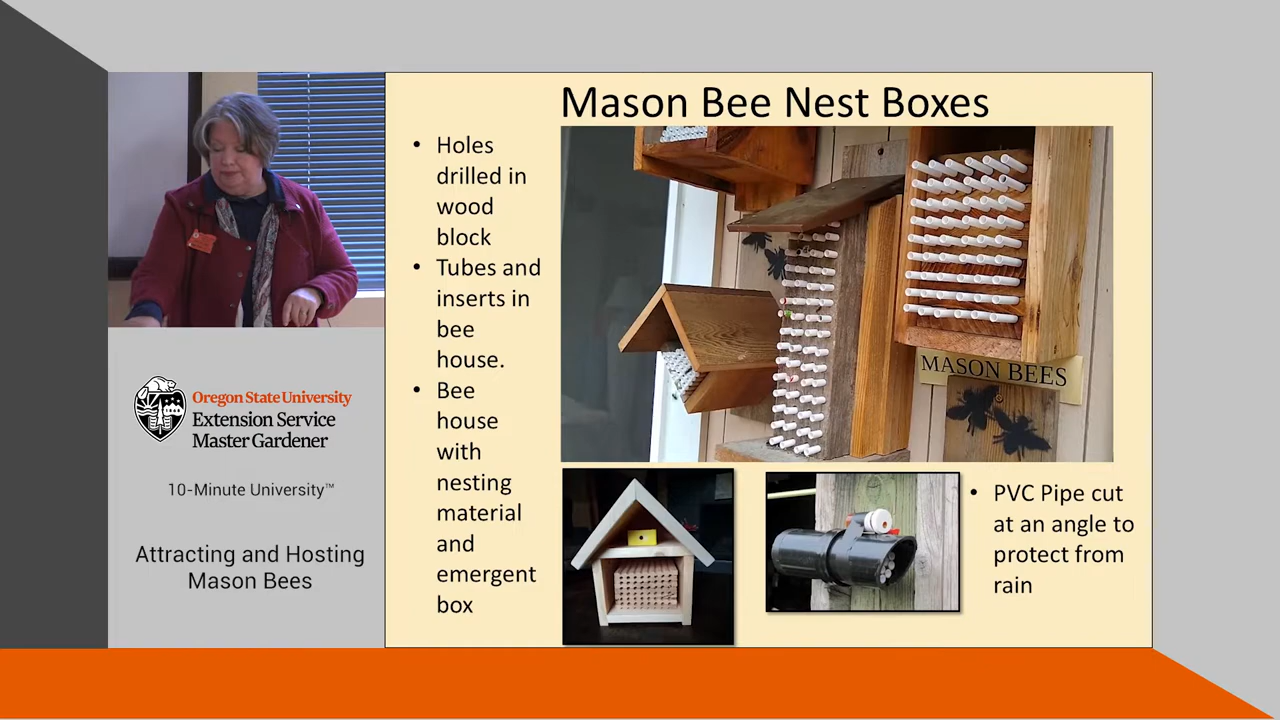 Mason Bee Nest Boxes
• Holes
drilled in
wood
block
• Tubes and
inserts in
bee
house.
• Bee
house
with
nesting
material
and
emergent
box
MASON BEES
• PVC Pipe cut
at an angle to
protect from
rain
Oregon State University
Extension Service
Master Gardener
10-Minute University™
Attracting and Hosting
Mason Bees